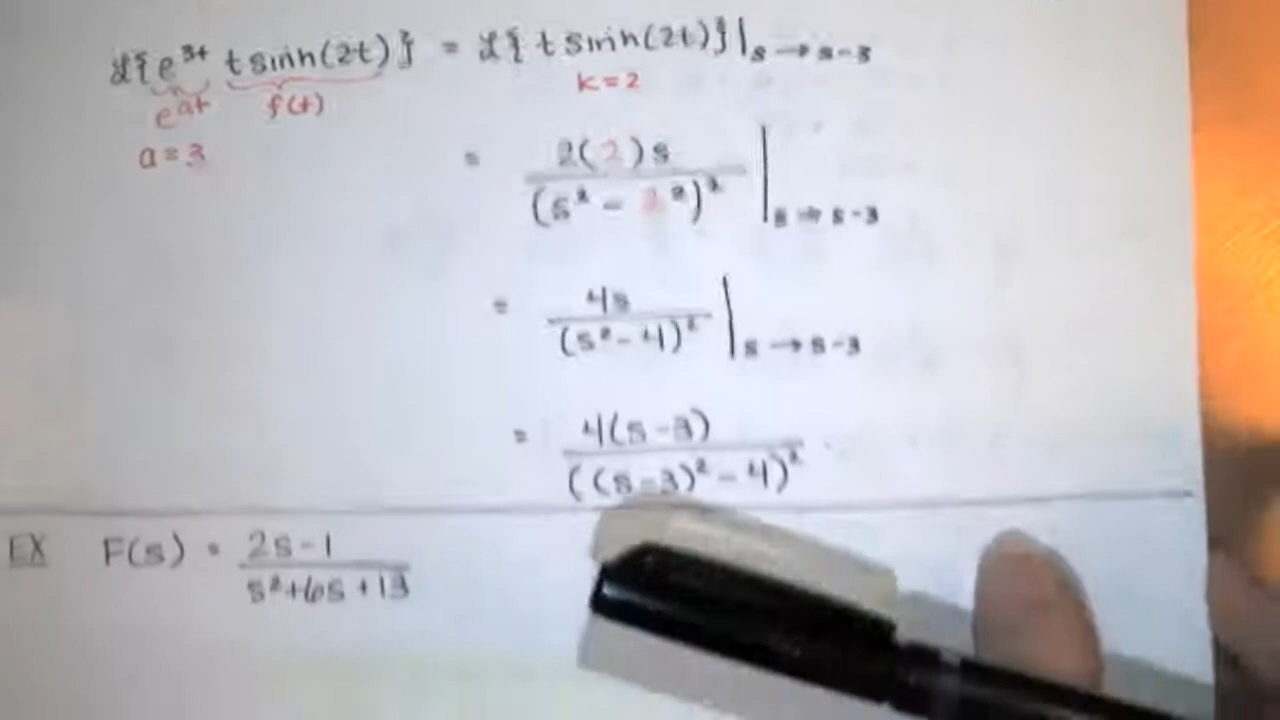 ℒ{e^{3t} t sinh(2t)} = ℒ{t sinh(2t)}|_{s→s-3}
e^{at} f(t) k=2
a=3
= 2(2)s / (s² - 2²)² |_{s→s-3}
= 4s / (s² - 4)² |_{s→s-3}
= 4(s-3) / ((s-3)² - 4)²
EX F(s) = 2s-1 / s²+6s+13